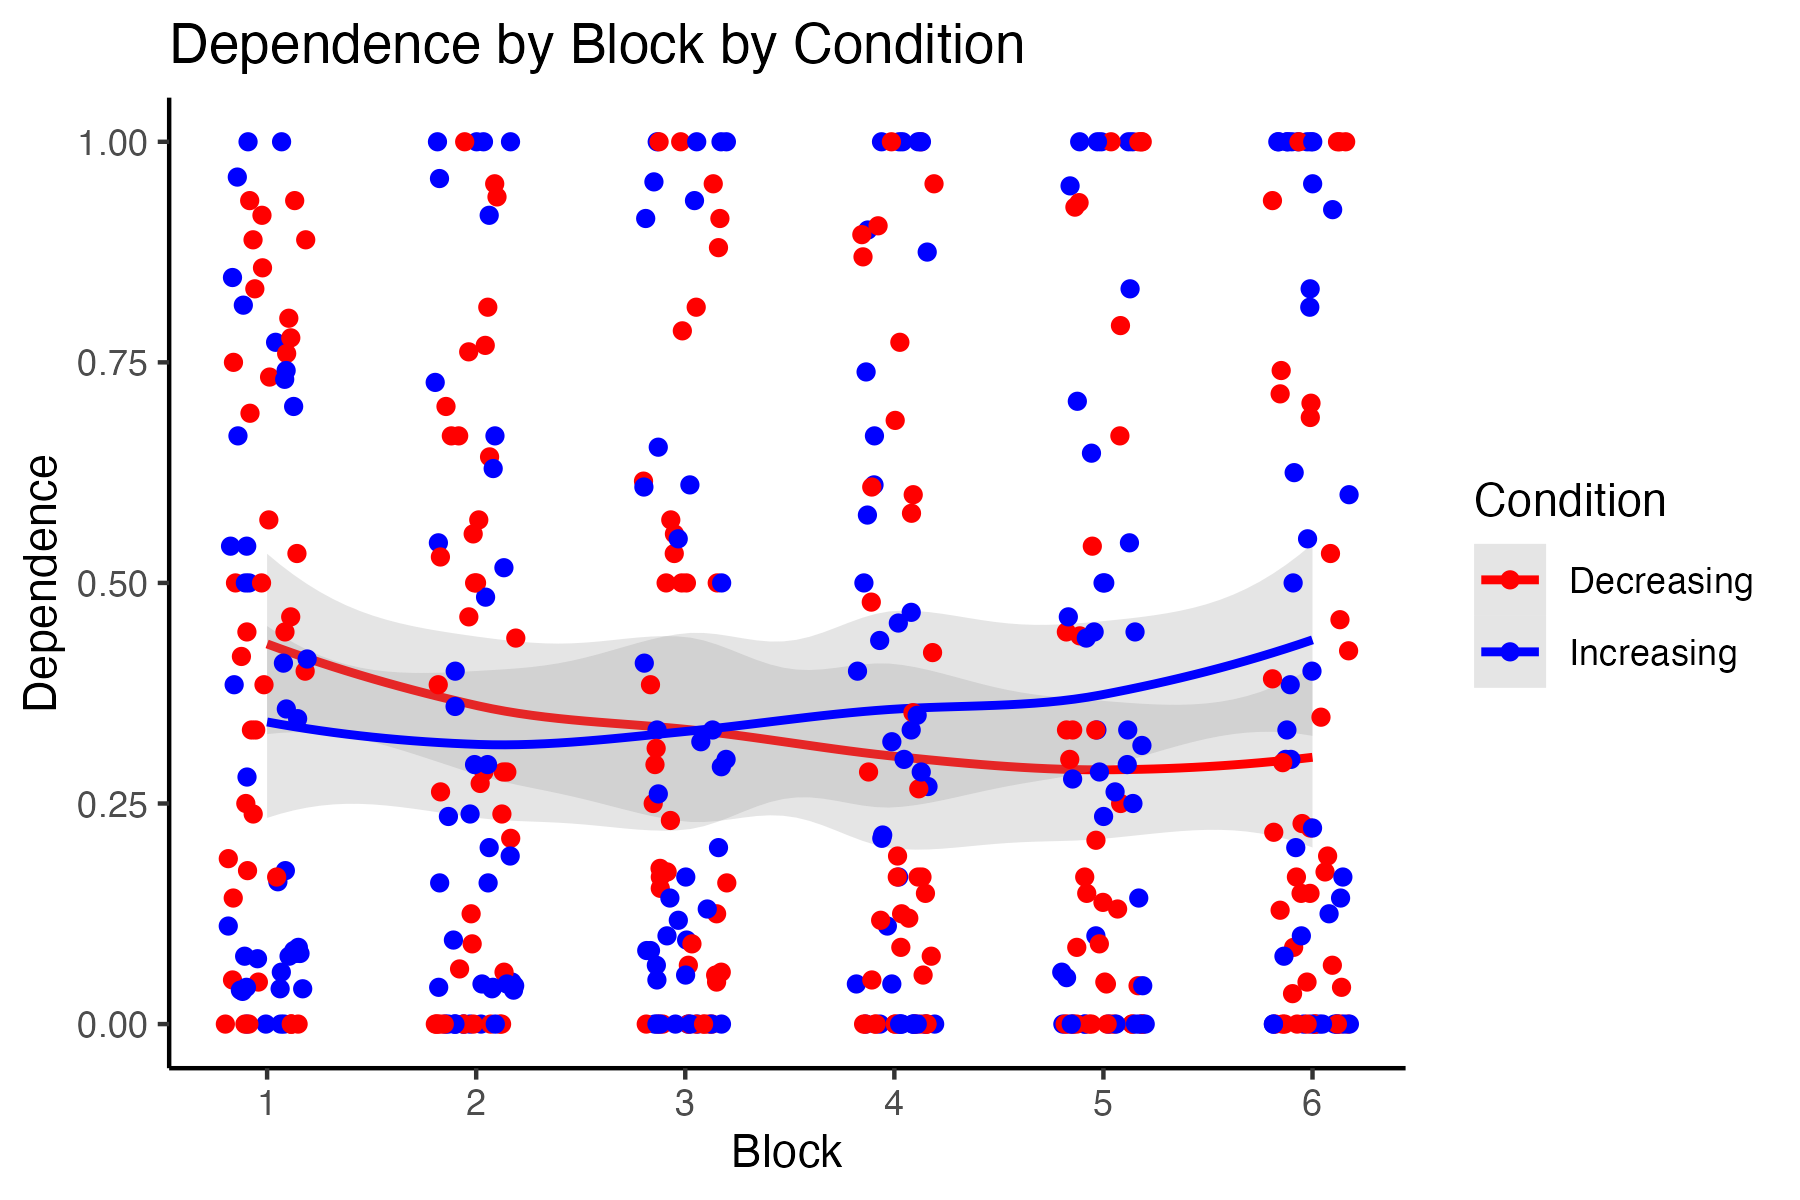 Dependence by Block by Condition
1.00
0.75
0.50
0.25
0.00
Dependence
1 2 3 4 5 6
Block
Condition
Decreasing
Increasing